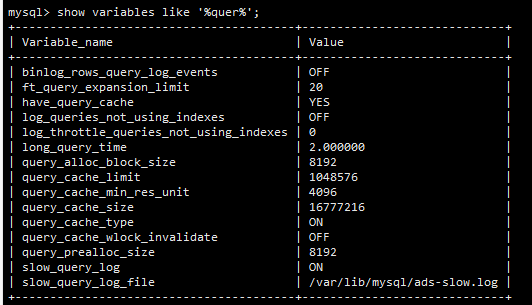 mysql> show variables like '%quer%';
+----------------------------------------+---------------------------+
| Variable_name | Value |
+----------------------------------------+---------------------------+
| binlog_rows_query_log_events | OFF |
| ft_query_expansion_limit | 20 |
| have_query_cache | YES |
| log_queries_not_using_indexes | OFF |
| log_throttle_queries_not_using_indexes | 0 |
| long_query_time | 2.000000 |
| query_alloc_block_size | 8192 |
| query_cache_limit | 1048576 |
| query_cache_min_res_unit | 4096 |
| query_cache_size | 16777216 |
| query_cache_type | ON |
| query_cache_wlock_invalidate | OFF |
| query_prealloc_size | 8192 |
| slow_query_log | ON |
| slow_query_log_file | /var/lib/mysql/ads-slow.log |
+----------------------------------------+---------------------------+